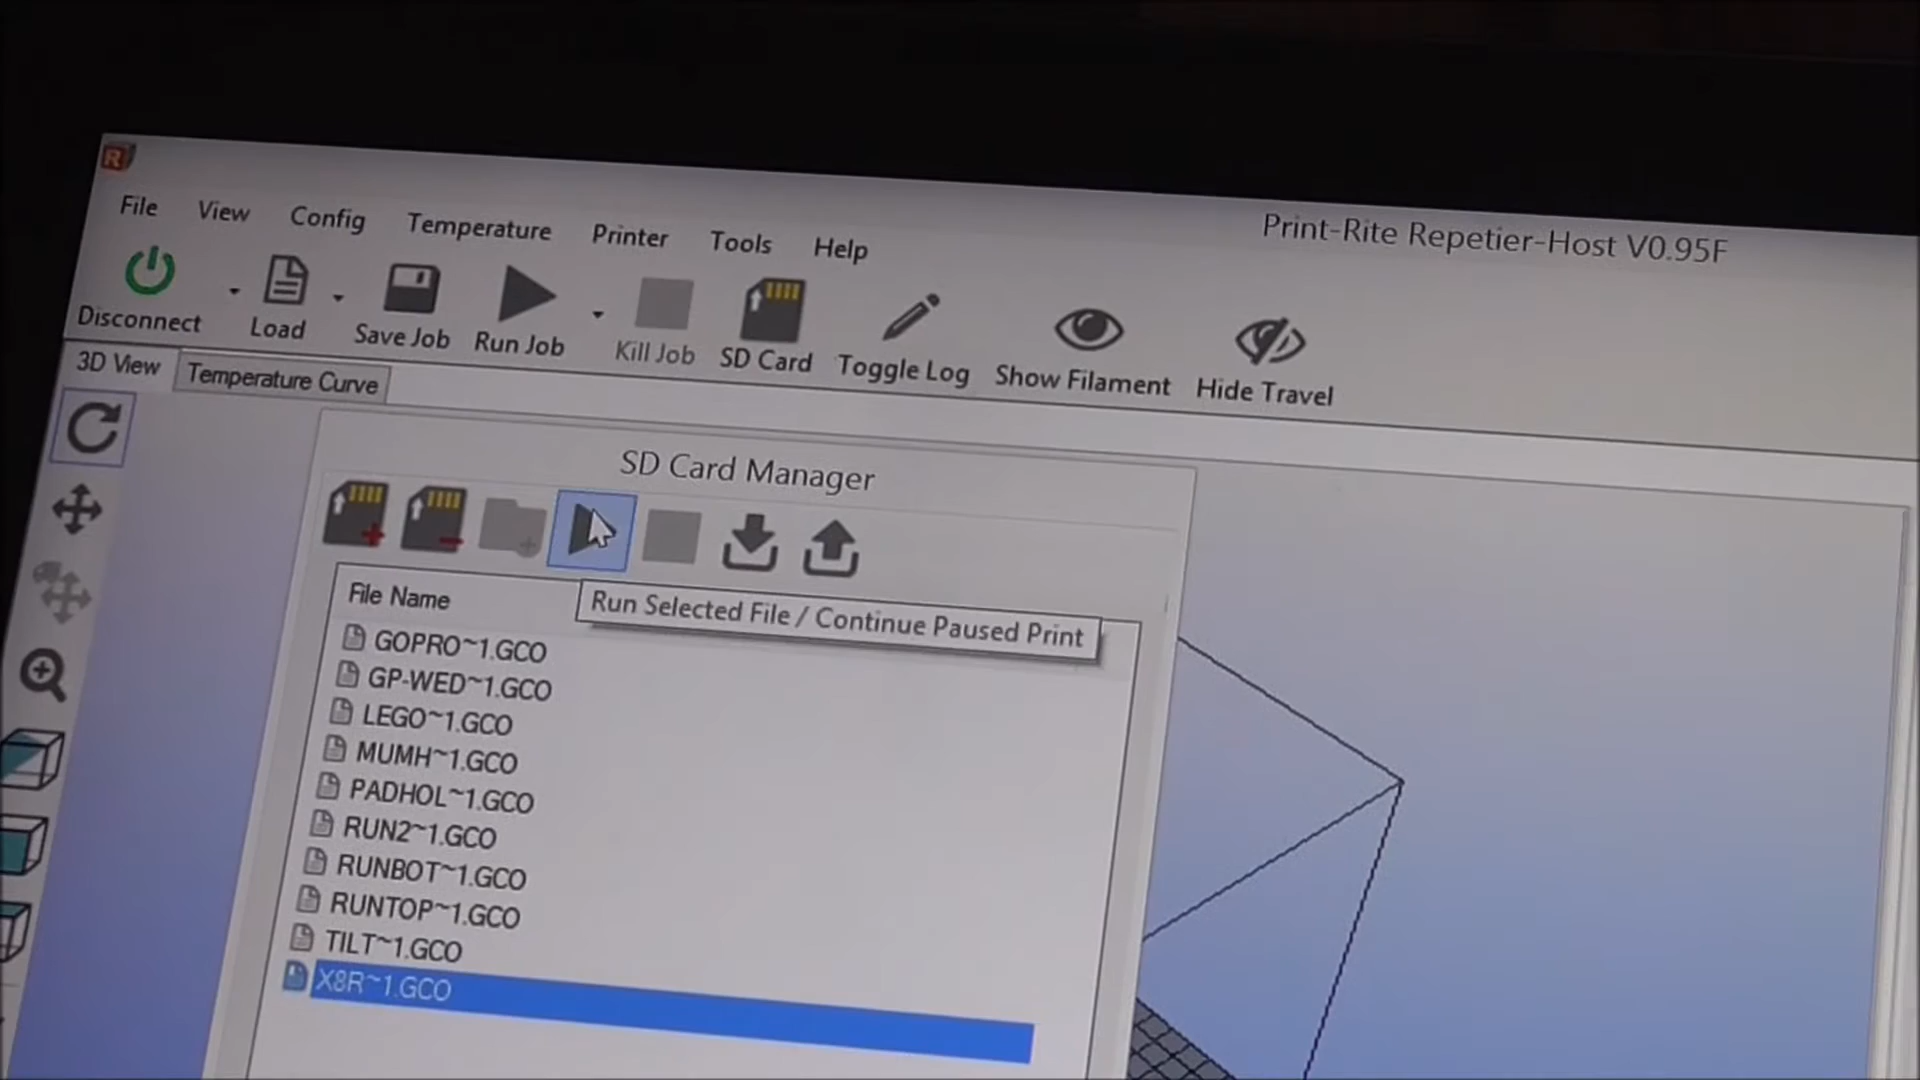 R
Print-Rite Repetier-Host V0.95F
File View Config Temperature Printer Tools Help
Disconnect Load Save Job Run Job Kill Job SD Card Toggle Log Show Filament Hide Travel
3D View Temperature Curve
SD Card Manager
File Name
Run Selected File / Continue Paused Print
GOPRO~1.GCO
GP-WED~1.GCO
LEGO~1.GCO
MUMH~1.GCO
PADHOL~1.GCO
RUN2~1.GCO
RUNBOT~1.GCO
RUNTOP~1.GCO
TILT~1.GCO
X8R~1.GCO